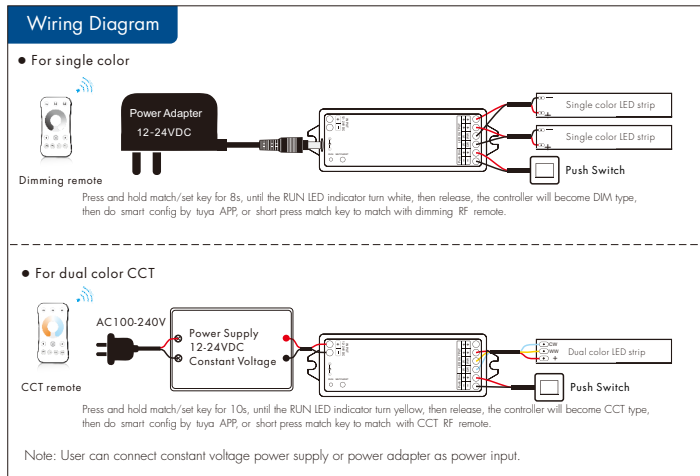 Wiring Diagram
● For single color
Power Adapter
12-24VDC
Single color LED strip
Single color LED strip
Push Switch
Dimming remote
Press and hold match/set key for 8s, until the RUN LED indicator turn white, then release, the controller will become DIM type,
then do smart config by tuya APP, or short press match key to match with dimming RF remote.
● For dual color CCT
AC100-240V
Power Supply
12-24VDC
Constant Voltage
CW
WW
Dual color LED strip
Push Switch
CCT remote
Press and hold match/set key for 10s, until the RUN LED indicator turn yellow, then release, the controller will become CCT type,
then do smart config by tuya APP, or short press match key to match with CCT RF remote.
Note: User can connect constant voltage power supply or power adapter as power input.